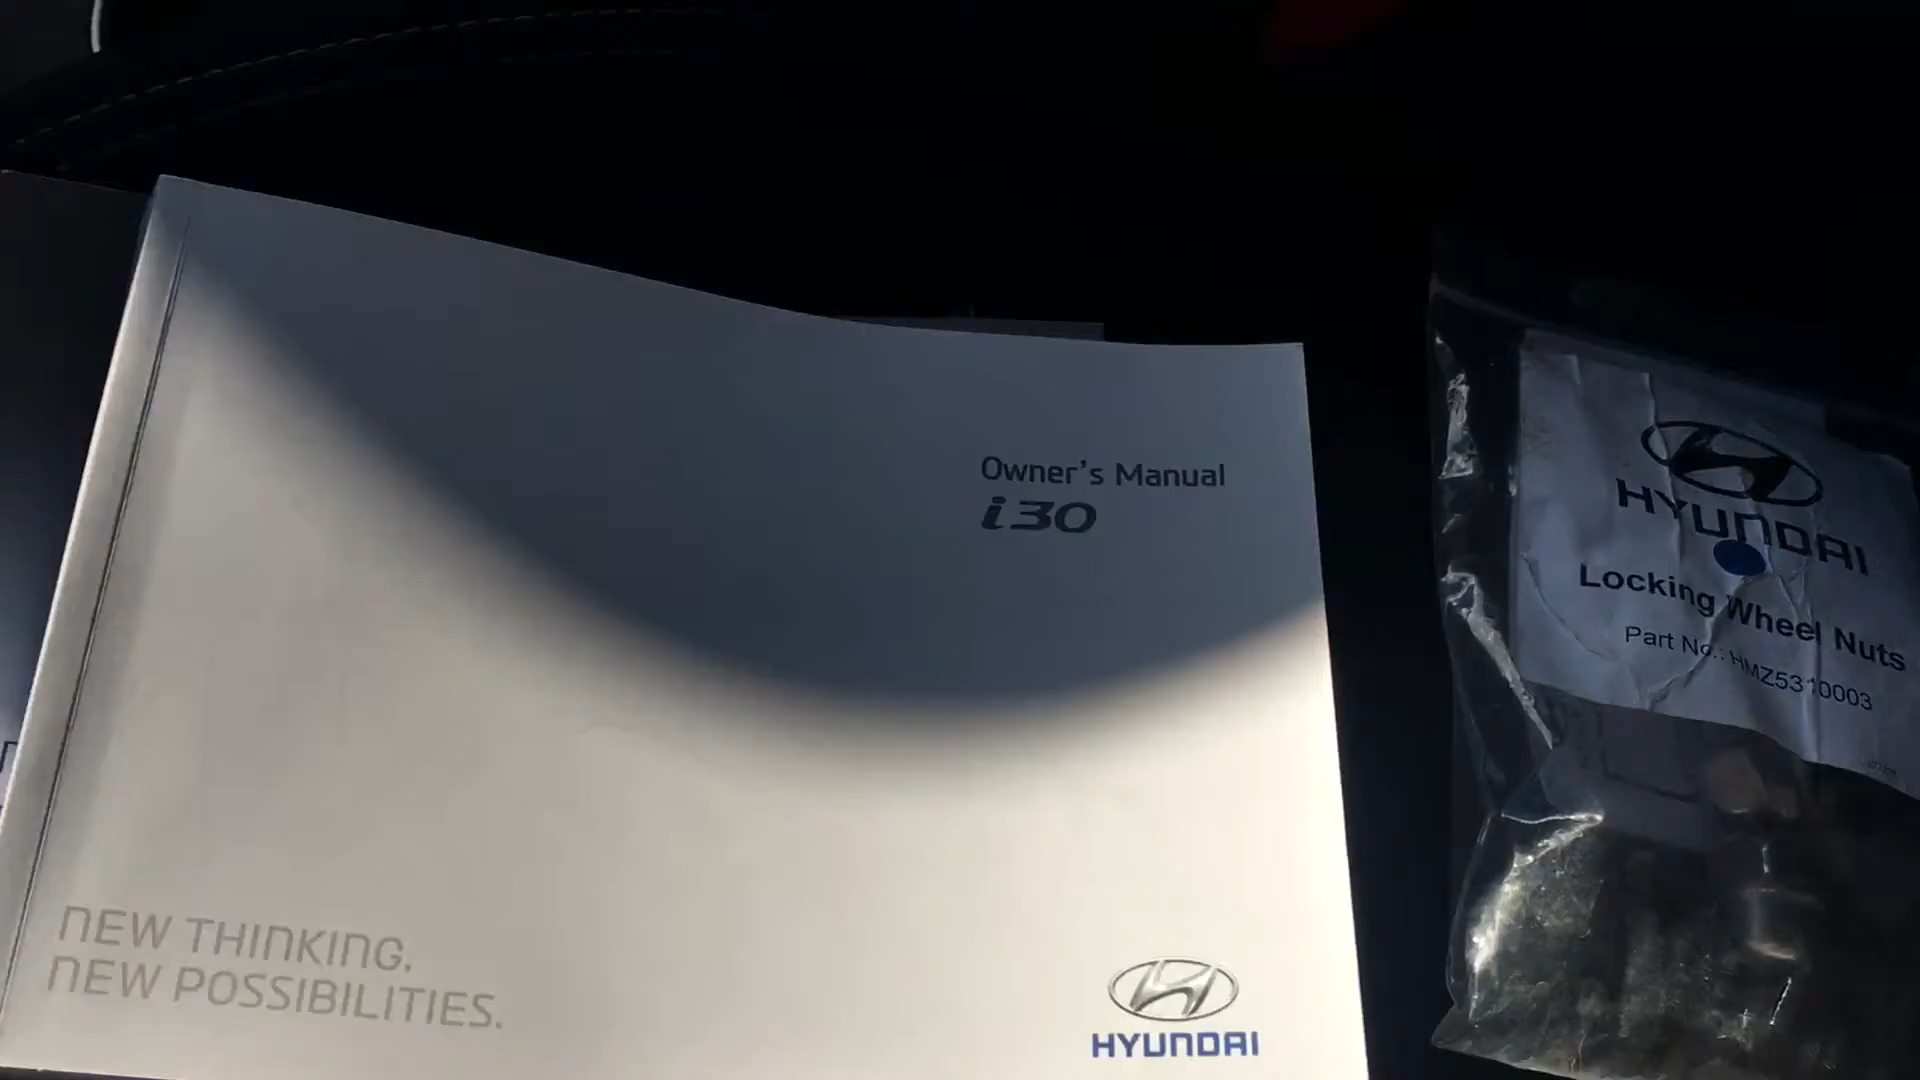 Owner's Manual
i30
NEW THINKING.
NEW POSSIBILITIES.
HYUNDAI
HYUNDAI
Locking Wheel Nuts
Part No.: HMZ5310003